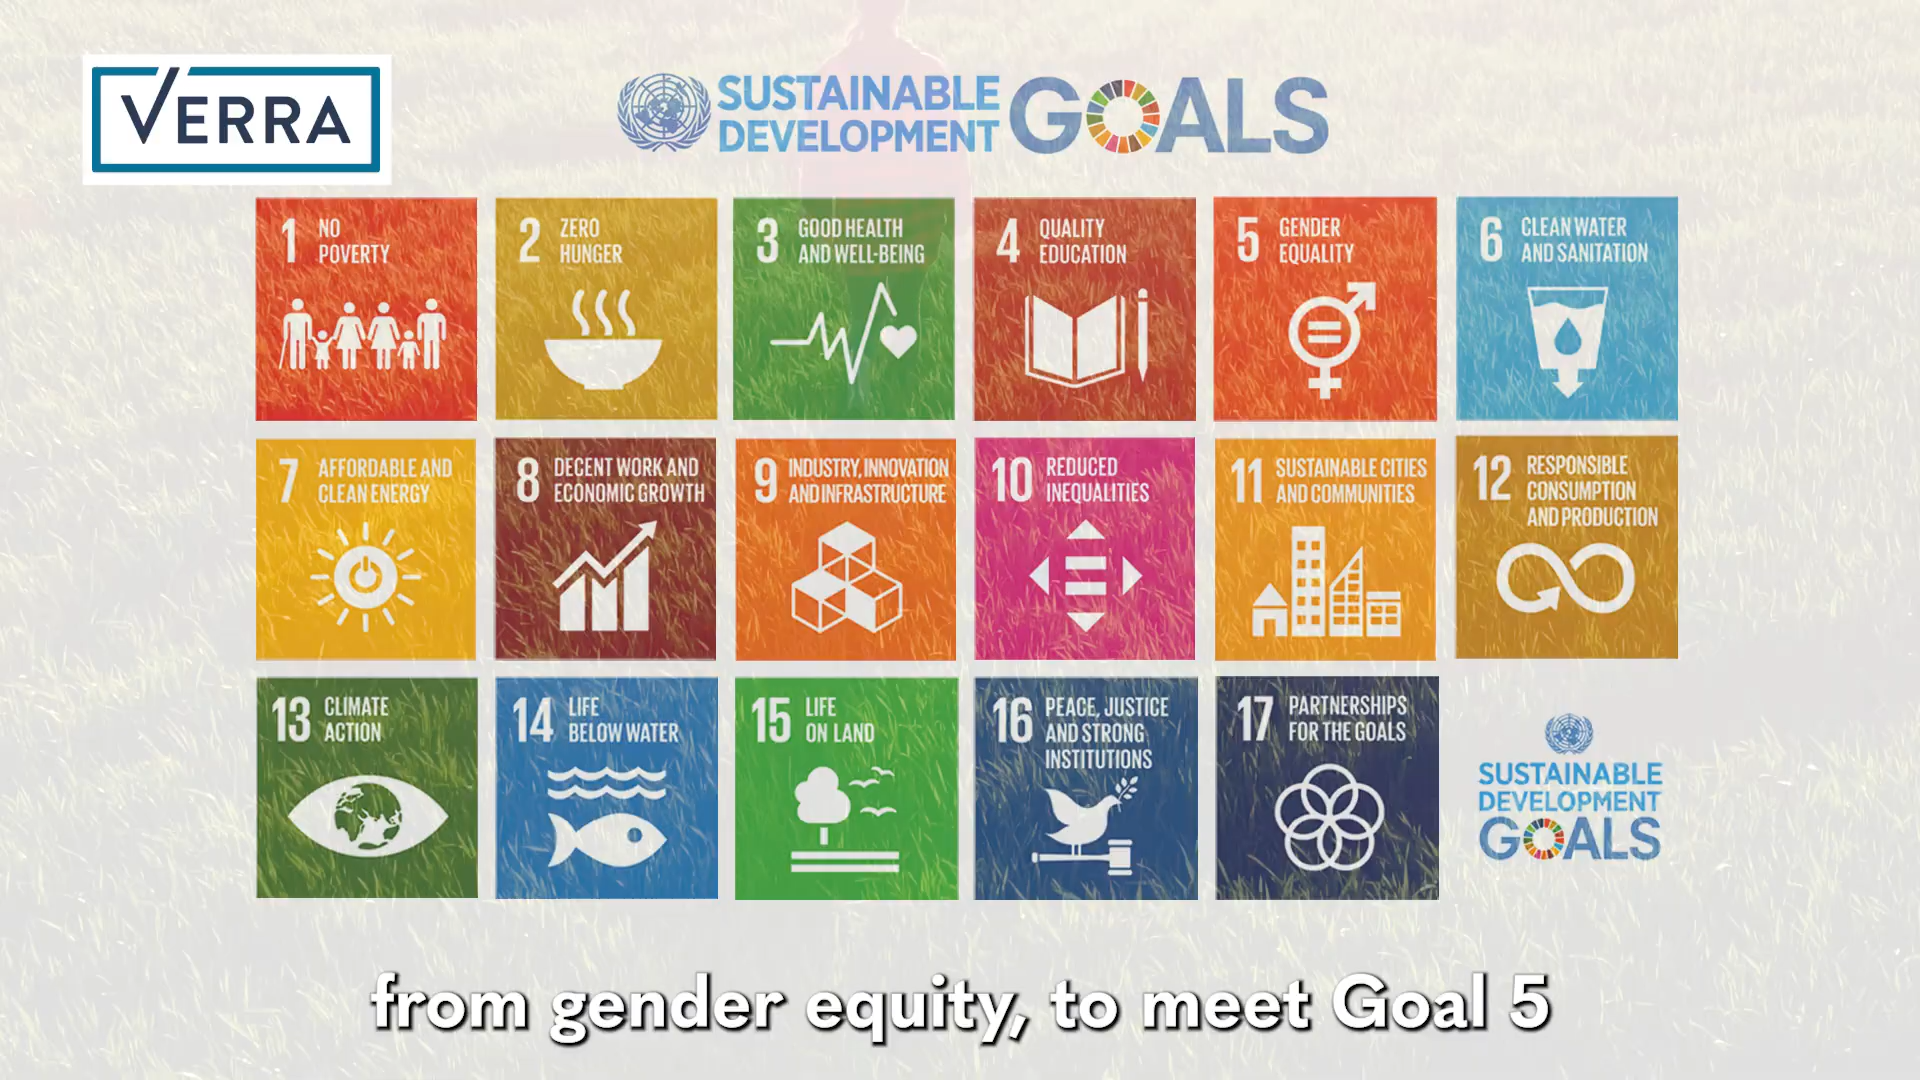 VERRA
SUSTAINABLE
DEVELOPMENT
GOALS
1 NO
POVERTY
2 ZERO
HUNGER
3 GOOD HEALTH
AND WELL-BEING
4 QUALITY
EDUCATION
5 GENDER
EQUALITY
6 CLEAN WATER
AND SANITATION
7 AFFORDABLE AND
CLEAN ENERGY
8 DECENT WORK AND
ECONOMIC GROWTH
9 INDUSTRY, INNOVATION
AND INFRASTRUCTURE
10 REDUCED
INEQUALITIES
11 SUSTAINABLE CITIES
AND COMMUNITIES
12 RESPONSIBLE
CONSUMPTION
AND PRODUCTION
13 CLIMATE
ACTION
14 LIFE
BELOW WATER
15 LIFE
ON LAND
16 PEACE, JUSTICE
AND STRONG
INSTITUTIONS
17 PARTNERSHIPS
FOR THE GOALS
SUSTAINABLE
DEVELOPMENT
GOALS
from gender equity, to meet Goal 5